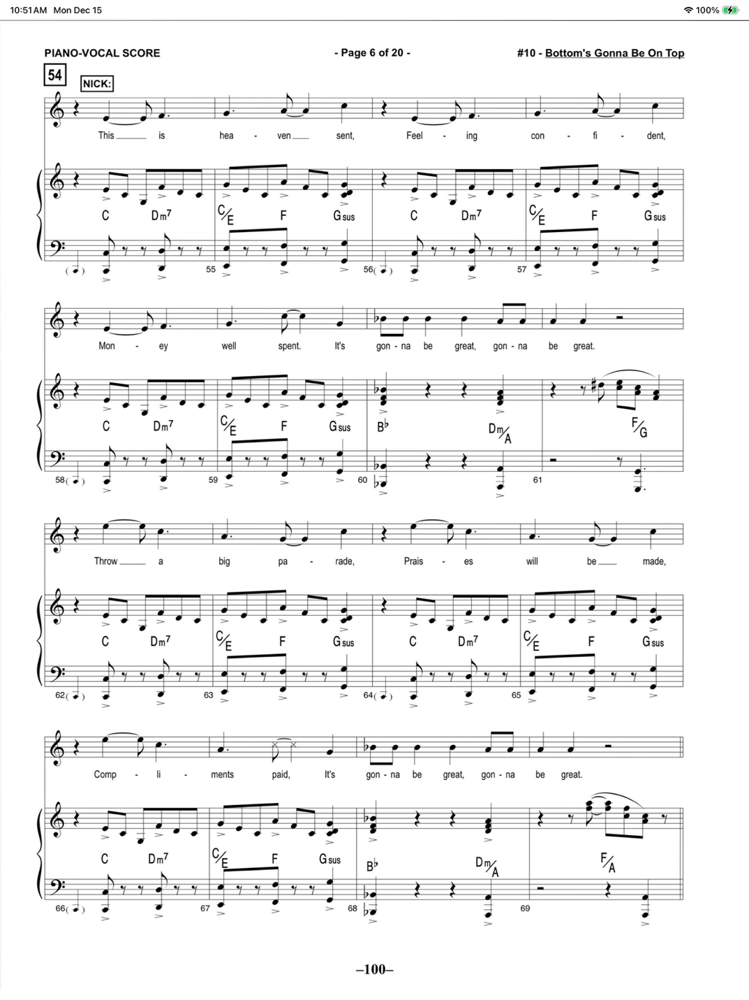 10:51AM Mon Dec 15 100%
PIANO-VOCAL SCORE - Page 6 of 20 - #10 - Bottom's Gonna Be On Top
54
NICK:
This is hea - ven sent, Feel - ing con - fi - dent,
C Dm7 C/E F Gsus C Dm7 C/E F Gsus
55 56 57
Mon - ey well spent. It's gon - na be great, gon - na be great.
C Dm7 C/E F Gsus B♭ Dm/A F/G
58 59 60 61
Throw a big pa - rade, Prais - es will be made,
C Dm7 C/E F Gsus C Dm7 C/E F Gsus
62 63 64 65
Comp - li - ments paid, It's gon - na be great, gon - na be great.
C Dm7 C/E F Gsus B♭ Dm/A F/A
66 67 68 69
–100–